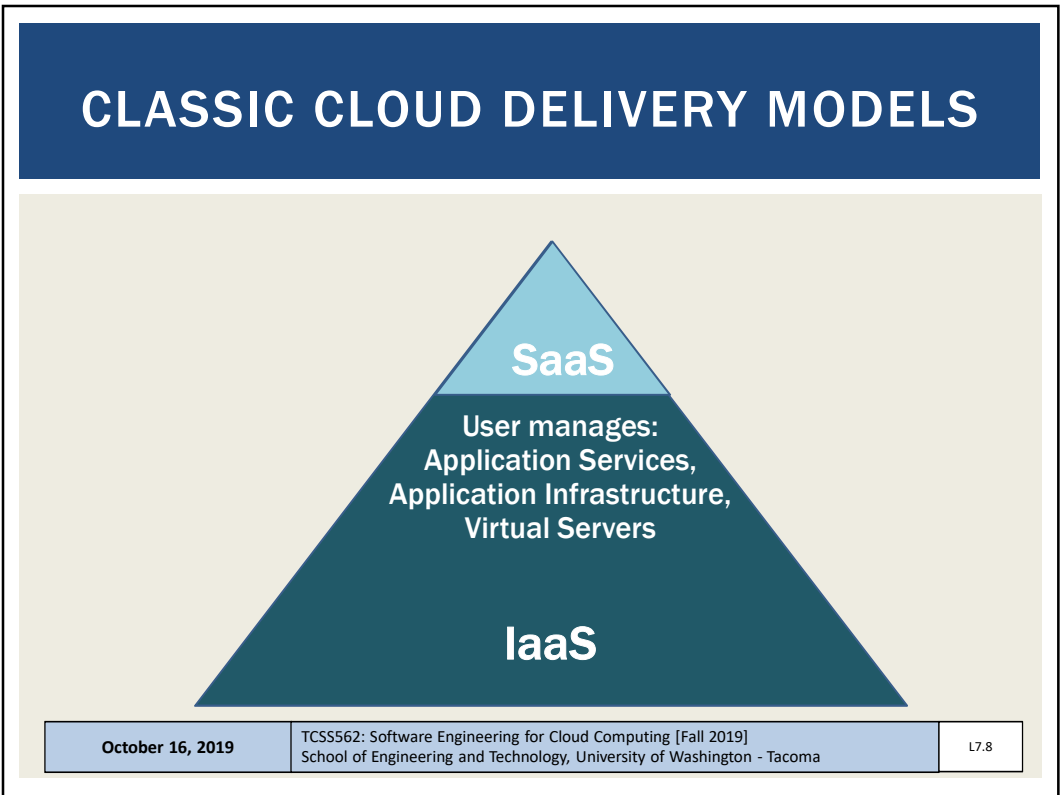 CLASSIC CLOUD DELIVERY MODELS
SaaS
User manages:
Application Services,
Application Infrastructure,
Virtual Servers
IaaS
October 16, 2019
TCSS562: Software Engineering for Cloud Computing [Fall 2019]
School of Engineering and Technology, University of Washington - Tacoma
L7.8